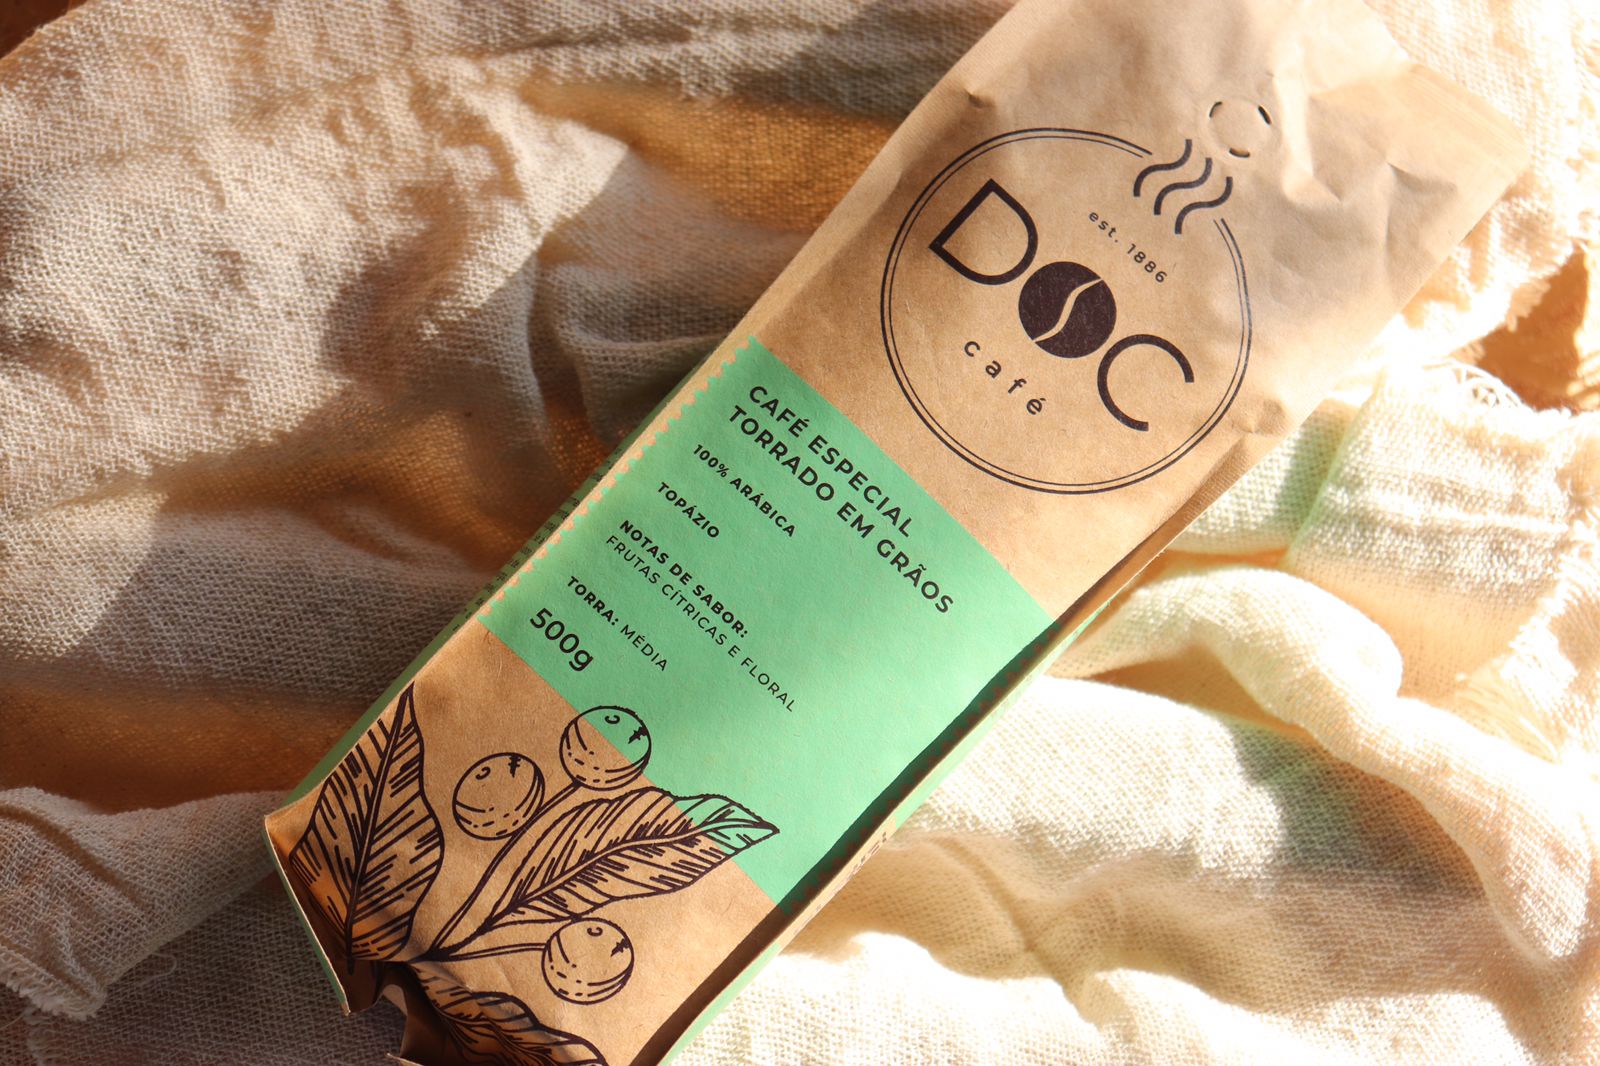 est. 1886
DOC
café
CAFÉ ESPECIAL
TORRADO EM GRÃOS
100% ARÁBICA
TOPÁZIO
NOTAS DE SABOR:
FRUTAS CÍTRICAS E FLORAL
TORRA: MÉDIA
500g